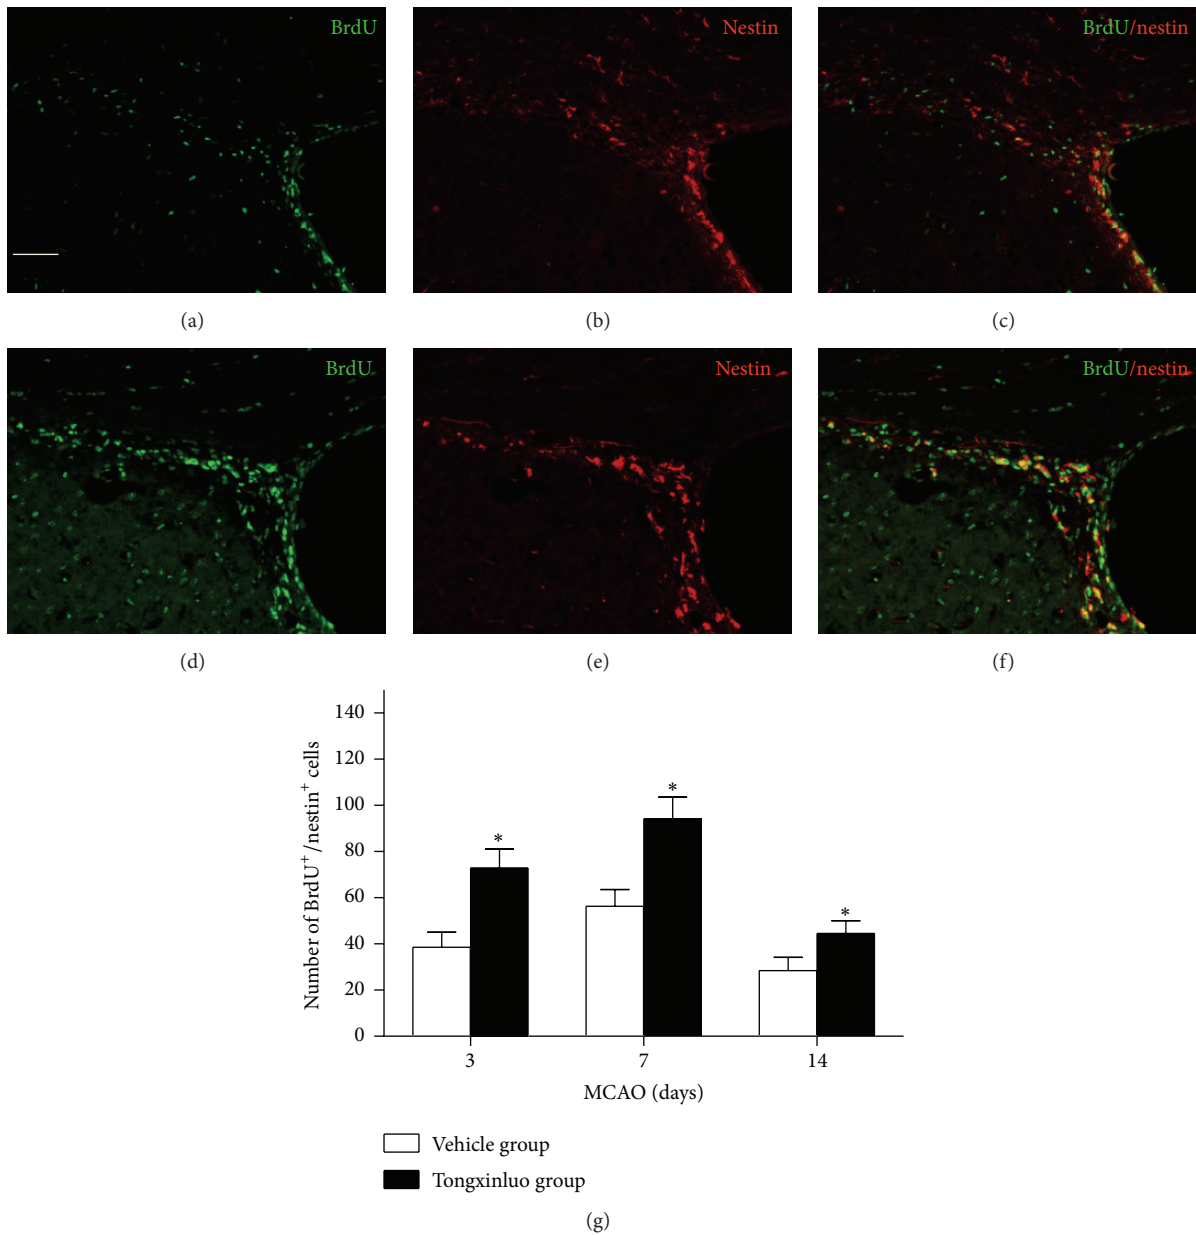 BrdU
Nestin
BrdU/nestin
(a)
(b)
(c)
BrdU
Nestin
BrdU/nestin
(d)
(e)
(f)
Number of BrdU⁺/nestin⁺ cells
140
120
100
80
60
40
20
0
*
*
*
3
7
14
MCAO (days)
Vehicle group
Tongxinluo group
(g)